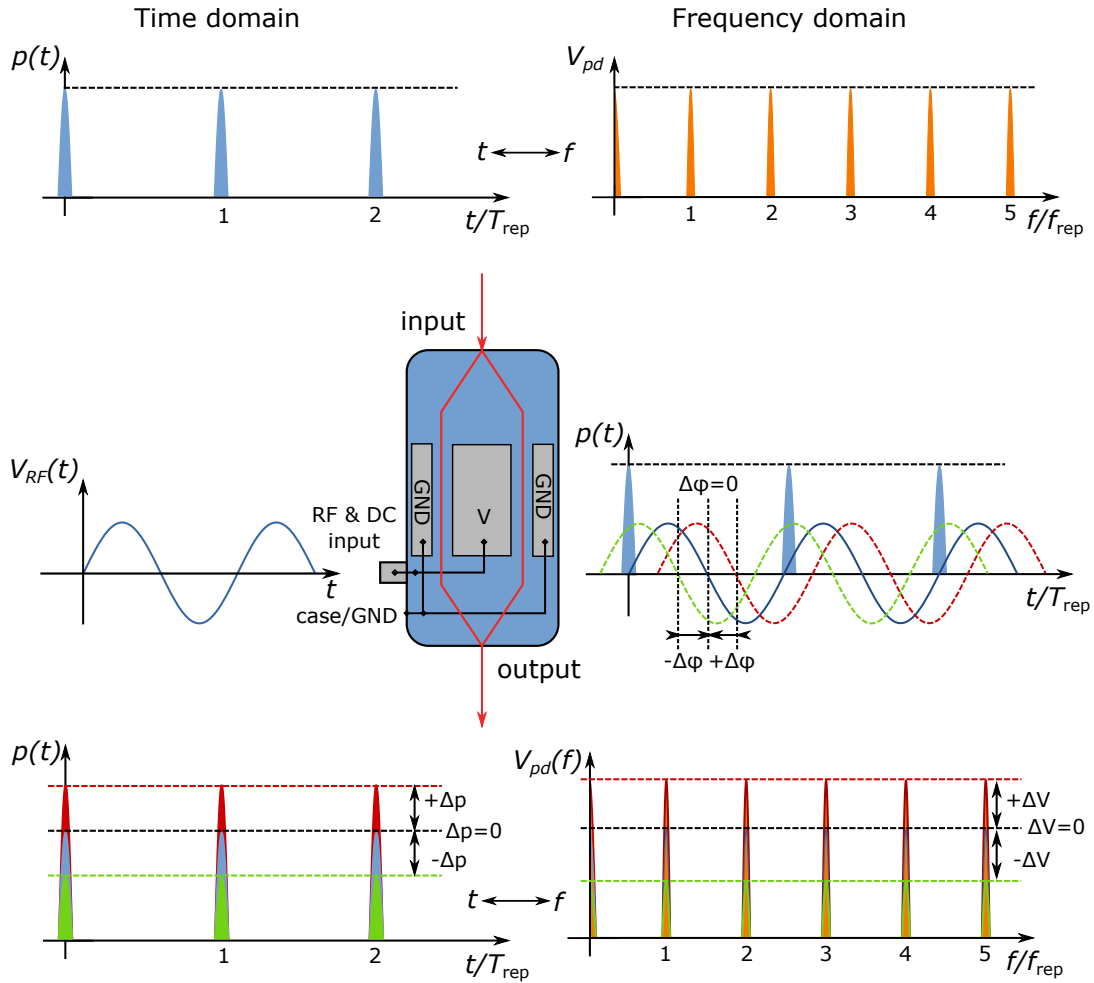 Time domain
Frequency domain
p(t)
1
2
t/T_rep
t ↔ f
V_pd
1
2
3
4
5
f/f_rep
input
V_RF(t)
t
RF & DC
input
case/GND
GND
V
GND
output
p(t)
Δφ=0
-Δφ
+Δφ
t/T_rep
p(t)
+Δp
Δp=0
-Δp
1
2
t/T_rep
t ↔ f
V_pd(f)
+ΔV
ΔV=0
-ΔV
1
2
3
4
5
f/f_rep